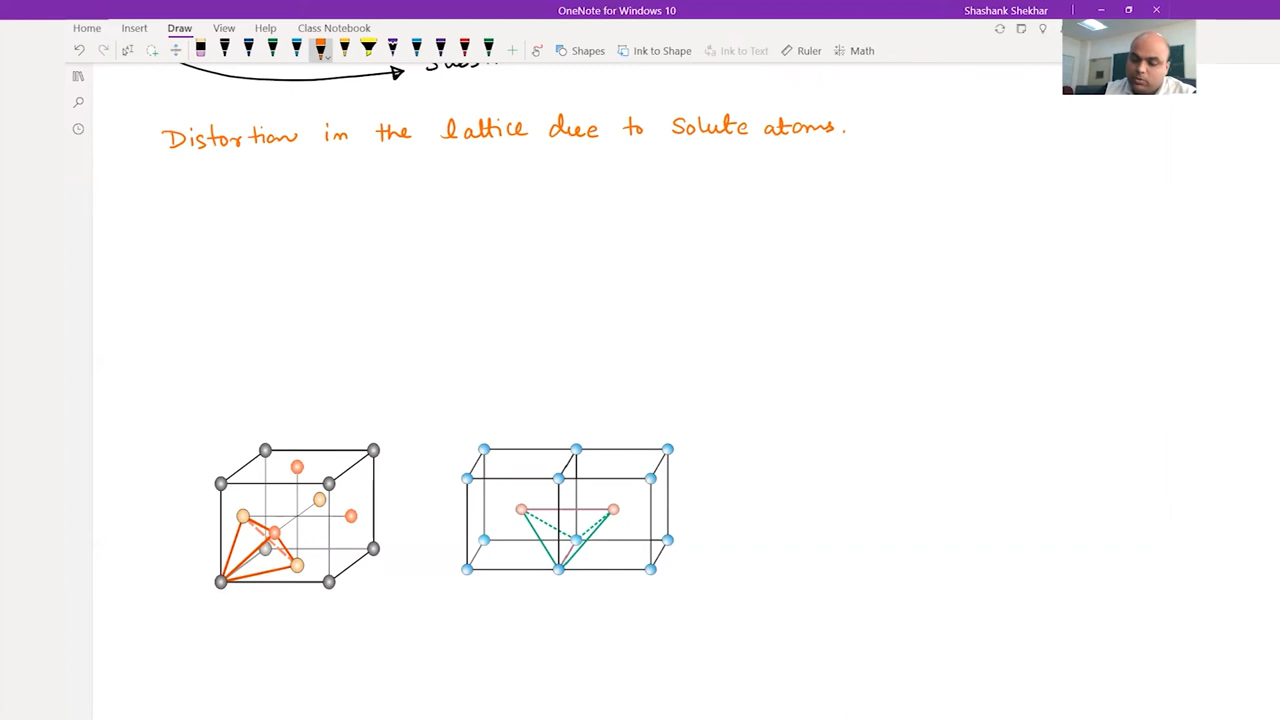 OneNote for Windows 10
Shashank Shekhar
Home Insert Draw View Help Class Notebook
Shapes Ink to Shape Ink to Text Ruler Math
Distortion in the lattice due to Solute atoms.